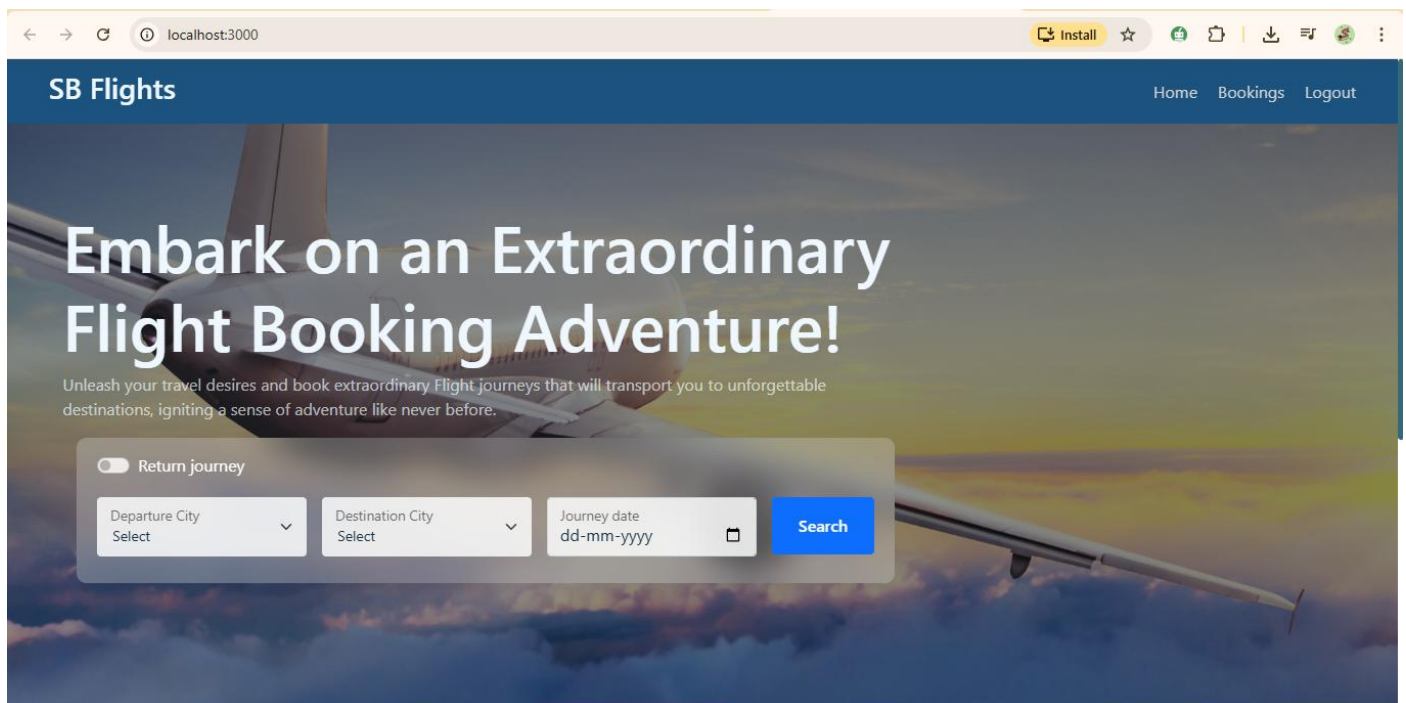 localhost:3000
Install
SB Flights
Home Bookings Logout
Embark on an Extraordinary
Flight Booking Adventure!
Unleash your travel desires and book extraordinary Flight journeys that will transport you to unforgettable
destinations, igniting a sense of adventure like never before.
Return journey
Departure City
Select
Destination City
Select
Journey date
dd-mm-yyyy
Search